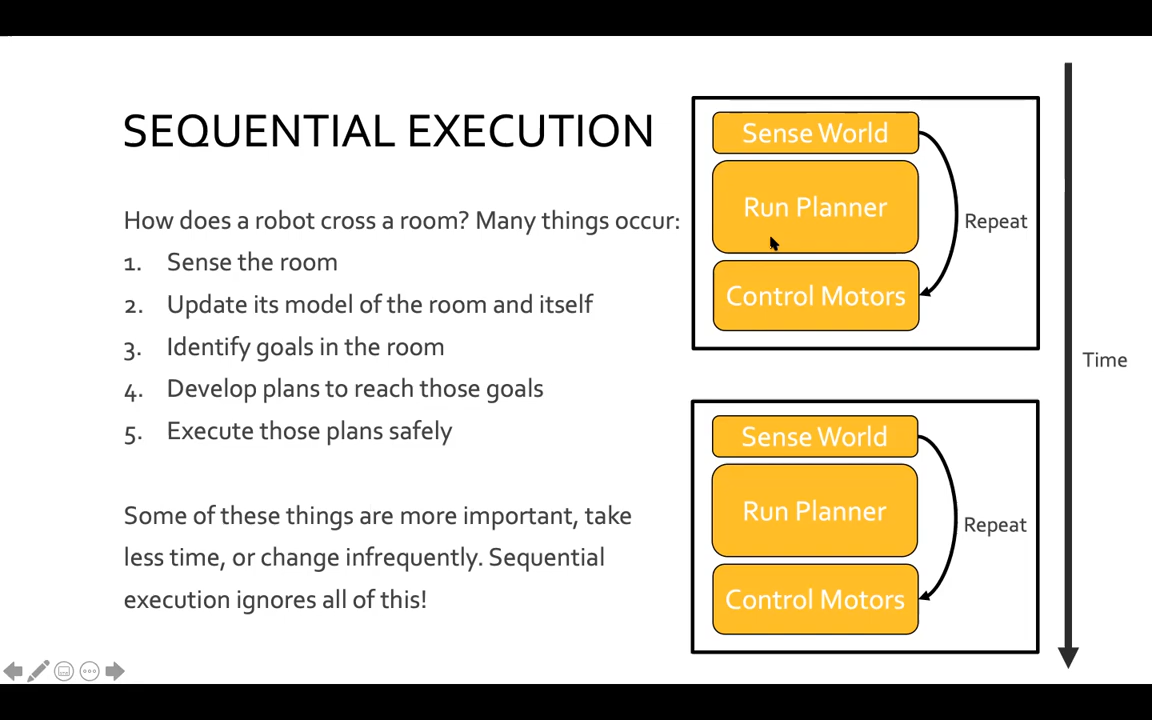 SEQUENTIAL EXECUTION
How does a robot cross a room? Many things occur:
1. Sense the room
2. Update its model of the room and itself
3. Identify goals in the room
4. Develop plans to reach those goals
5. Execute those plans safely
Some of these things are more important, take
less time, or change infrequently. Sequential
execution ignores all of this!
Sense World
Run Planner
Control Motors
Repeat
Sense World
Run Planner
Control Motors
Repeat
Time